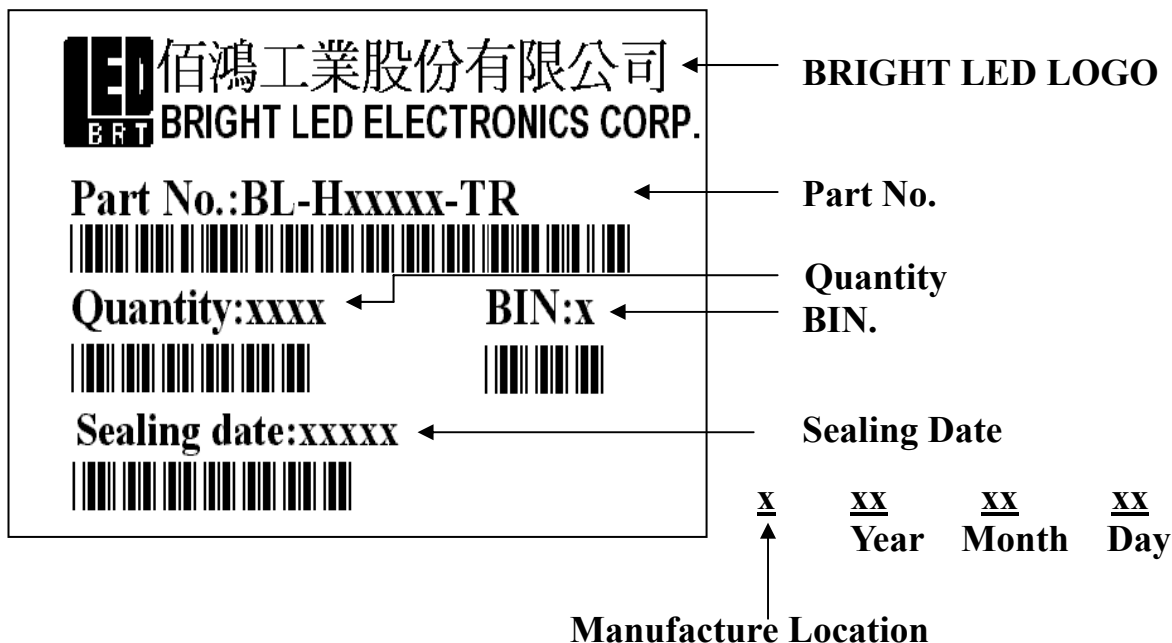 LED 佰鴻工業股份有限公司
BRT BRIGHT LED ELECTRONICS CORP.
BRIGHT LED LOGO
Part No.:BL-Hxxxxx-TR
Part No.
Quantity:xxxx
BIN:x
Quantity
BIN.
Sealing date:xxxxx
Sealing Date
x xx xx xx
Year Month Day
Manufacture Location